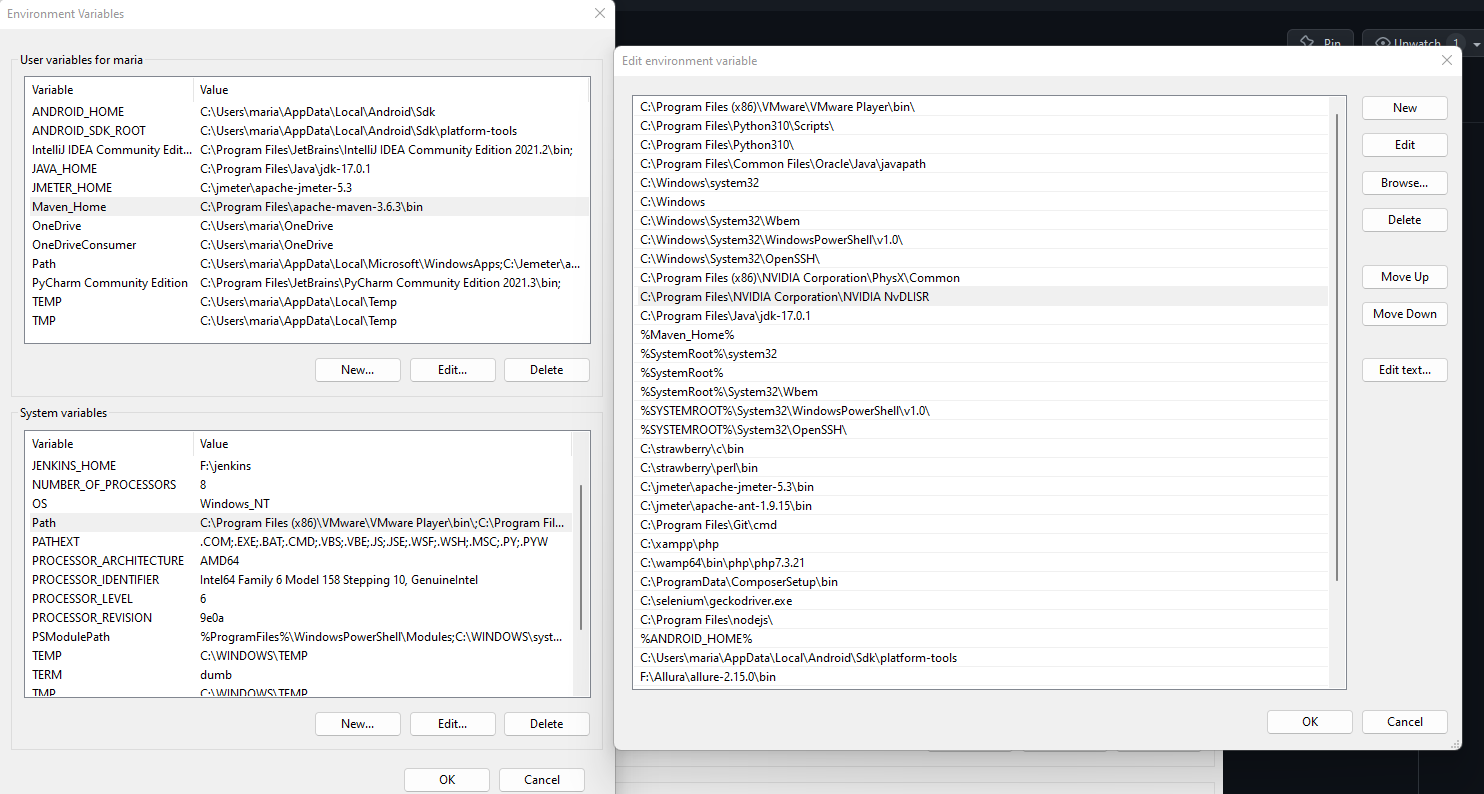 Environment Variables
User variables for maria
Variable Value
ANDROID_HOME C:\Users\maria\AppData\Local\Android\Sdk
ANDROID_SDK_ROOT C:\Users\maria\AppData\Local\Android\Sdk\platform-tools
IntelliJ IDEA Community Edit... C:\Program Files\JetBrains\IntelliJ IDEA Community Edition 2021.2\bin;
JAVA_HOME C:\Program Files\Java\jdk-17.0.1
JMETER_HOME C:\jmeter\apache-jmeter-5.3
Maven_Home C:\Program Files\apache-maven-3.6.3\bin
OneDrive C:\Users\maria\OneDrive
OneDriveConsumer C:\Users\maria\OneDrive
Path C:\Users\maria\AppData\Local\Microsoft\WindowsApps;C:\Jemeter\a...
PyCharm Community Edition C:\Program Files\JetBrains\PyCharm Community Edition 2021.3\bin;
TEMP C:\Users\maria\AppData\Local\Temp
TMP C:\Users\maria\AppData\Local\Temp
New... Edit... Delete
System variables
Variable Value
JENKINS_HOME F:\jenkins
NUMBER_OF_PROCESSORS 8
OS Windows_NT
Path C:\Program Files (x86)\VMware\VMware Player\bin\;C:\Program Fil...
PATHEXT .COM;.EXE;.BAT;.CMD;.VBS;.VBE;.JS;.JSE;.WSF;.WSH;.MSC;.PY;.PYW
PROCESSOR_ARCHITECTURE AMD64
PROCESSOR_IDENTIFIER Intel64 Family 6 Model 158 Stepping 10, GenuineIntel
PROCESSOR_LEVEL 6
PROCESSOR_REVISION 9e0a
PSModulePath %ProgramFiles%\WindowsPowerShell\Modules;C:\WINDOWS\syst...
TEMP C:\WINDOWS\TEMP
TERM dumb
TMP C:\WINDOWS\TEMP
New... Edit... Delete
OK Cancel
Pin Unwatch 1
Edit environment variable
C:\Program Files (x86)\VMware\VMware Player\bin\
C:\Program Files\Python310\Scripts\
C:\Program Files\Python310\
C:\Program Files\Common Files\Oracle\Java\javapath
C:\Windows\system32
C:\Windows
C:\Windows\System32\Wbem
C:\Windows\System32\WindowsPowerShell\v1.0\
C:\Windows\System32\OpenSSH\
C:\Program Files (x86)\NVIDIA Corporation\PhysX\Common
C:\Program Files\NVIDIA Corporation\NVIDIA NvDLISR
C:\Program Files\Java\jdk-17.0.1
%Maven_Home%
%SystemRoot%\system32
%SystemRoot%
%SystemRoot%\System32\Wbem
%SYSTEMROOT%\System32\WindowsPowerShell\v1.0\
%SYSTEMROOT%\System32\OpenSSH\
C:\strawberry\c\bin
C:\strawberry\perl\bin
C:\jmeter\apache-jmeter-5.3\bin
C:\jmeter\apache-ant-1.9.15\bin
C:\Program Files\Git\cmd
C:\xampp\php
C:\wamp64\bin\php\php7.3.21
C:\ProgramData\ComposerSetup\bin
C:\selenium\geckodriver.exe
C:\Program Files\nodejs\
%ANDROID_HOME%
C:\Users\maria\AppData\Local\Android\Sdk\platform-tools
F:\Allura\allure-2.15.0\bin
New
Edit
Browse...
Delete
Move Up
Move Down
Edit text...
OK Cancel